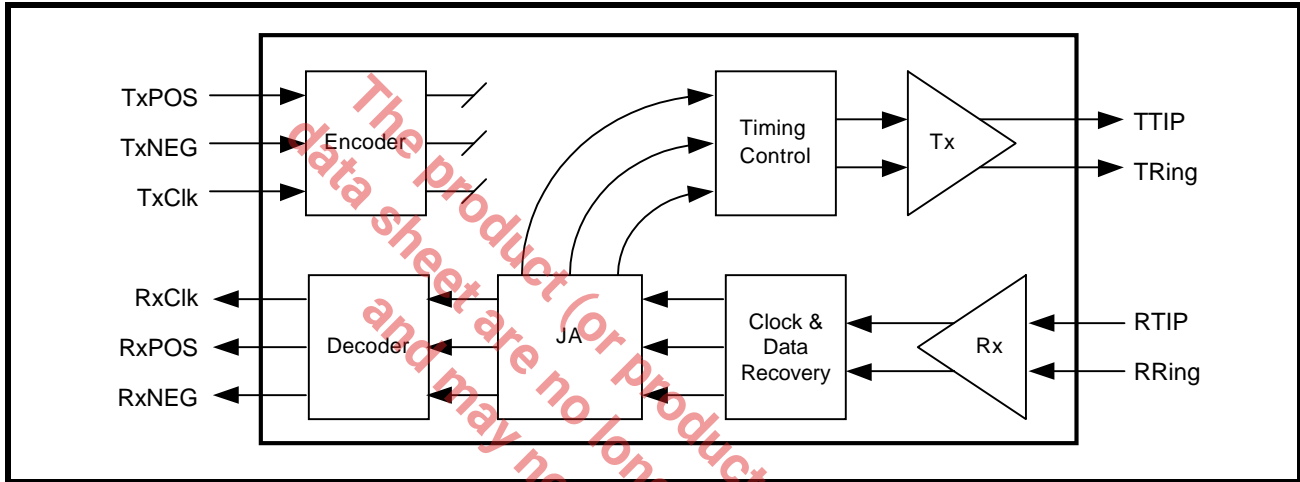 TxPOS
TxNEG
TxClk
Encoder
Timing
Control
Tx
TTIP
TRing
RxClk
RxPOS
RxNEG
Decoder
JA
Clock &
Data
Recovery
Rx
RTIP
RRing
The product (or product
data sheet are no lon
and may no